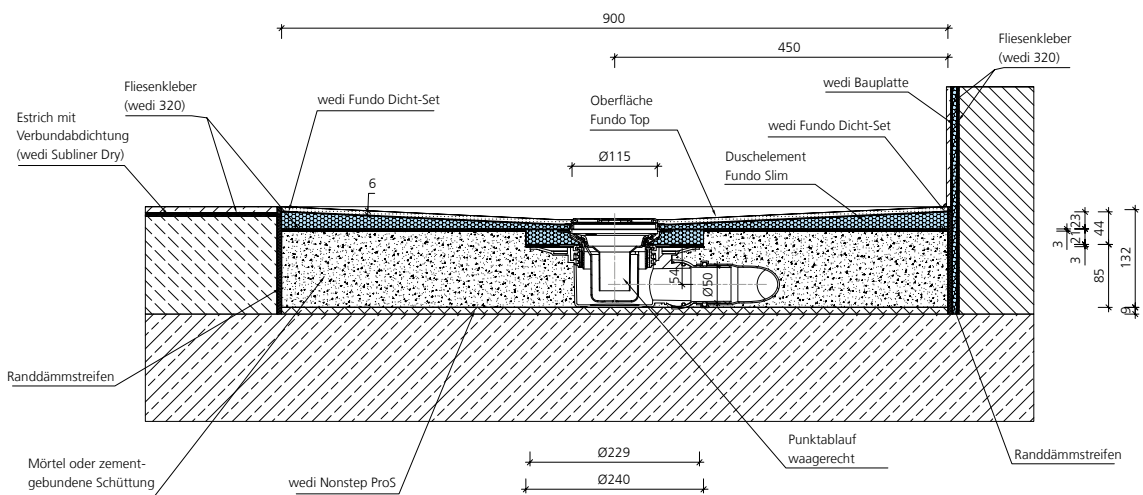 900
450
Fliesenkleber
(wedi 320)
Fliesenkleber
(wedi 320)
wedi Fundo Dicht-Set
Oberfläche
Fundo Top
wedi Bauplatte
Estrich mit
Verbundabdichtung
(wedi Subliner Dry)
wedi Fundo Dicht-Set
Ø115
Duschelement
Fundo Slim
6
23
44
3
21
3
132
54
Ø50
85
9
Randdämmstreifen
Mörtel oder zement-
gebundene Schüttung
wedi Nonstep ProS
Ø229
Ø240
Punktablauf
waagerecht
Randdämmstreifen